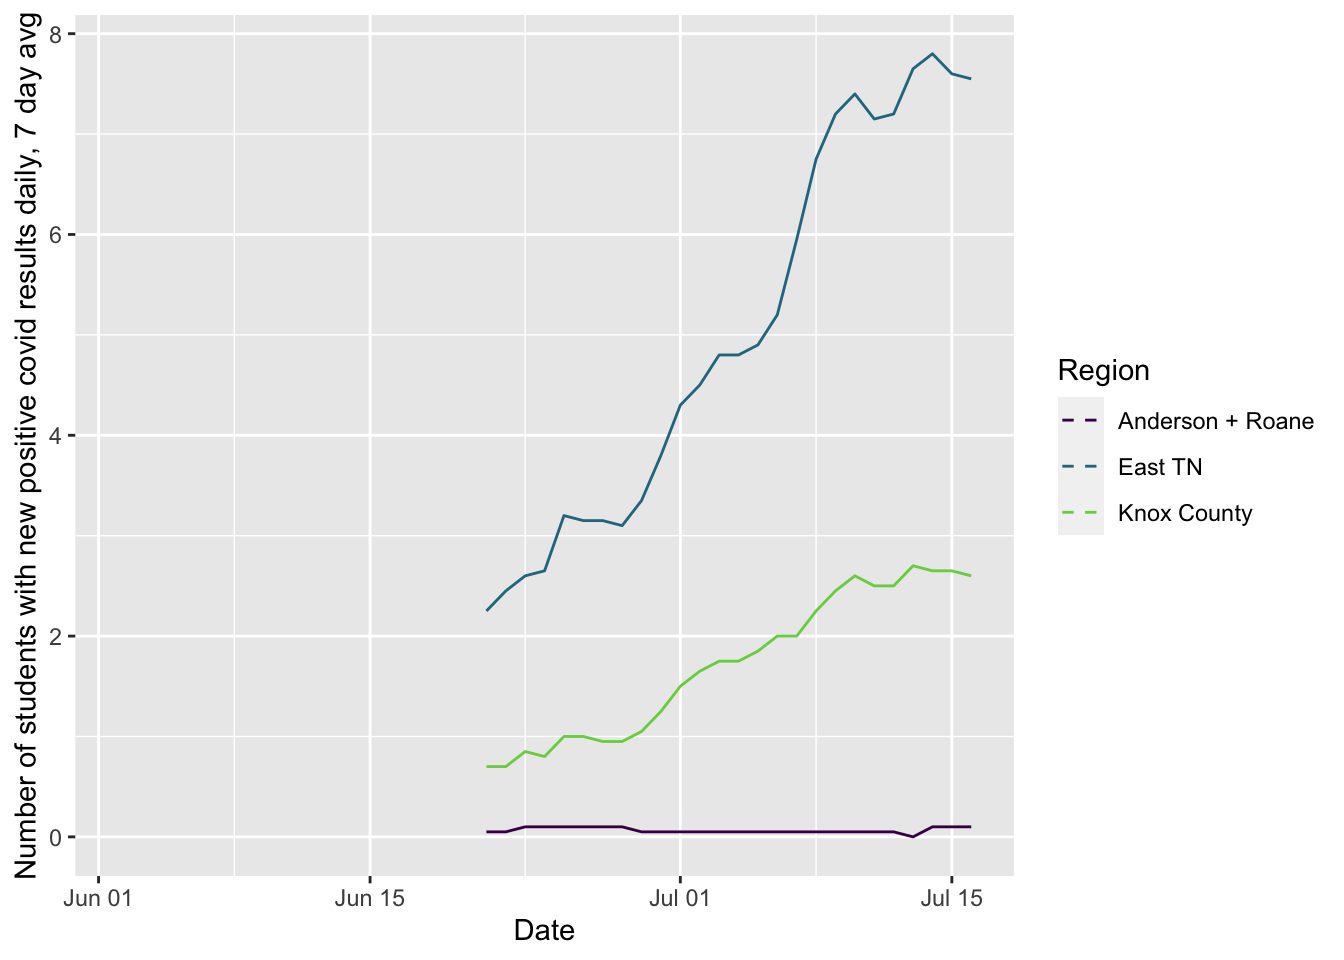 Number of students with new positive covid results daily, 7 day avg
8
6
4
2
0
Jun 01
Jun 15
Jul 01
Jul 15
Date
Region
Anderson + Roane
East TN
Knox County